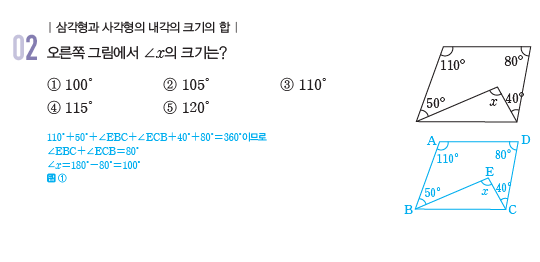 | 삼각형과 사각형의 내각의 크기의 합 |
02 오른쪽 그림에서 ∠x의 크기는?
① 100° ② 105° ③ 110°
④ 115° ⑤ 120°
110°+50°+∠EBC+∠ECB+40°+80°=360°이므로
∠EBC+∠ECB=80°
∠x=180°-80°=100°
답 ①
110° 80°
50° x 40°
A D
110° 80°
E
50° x 40°
B C